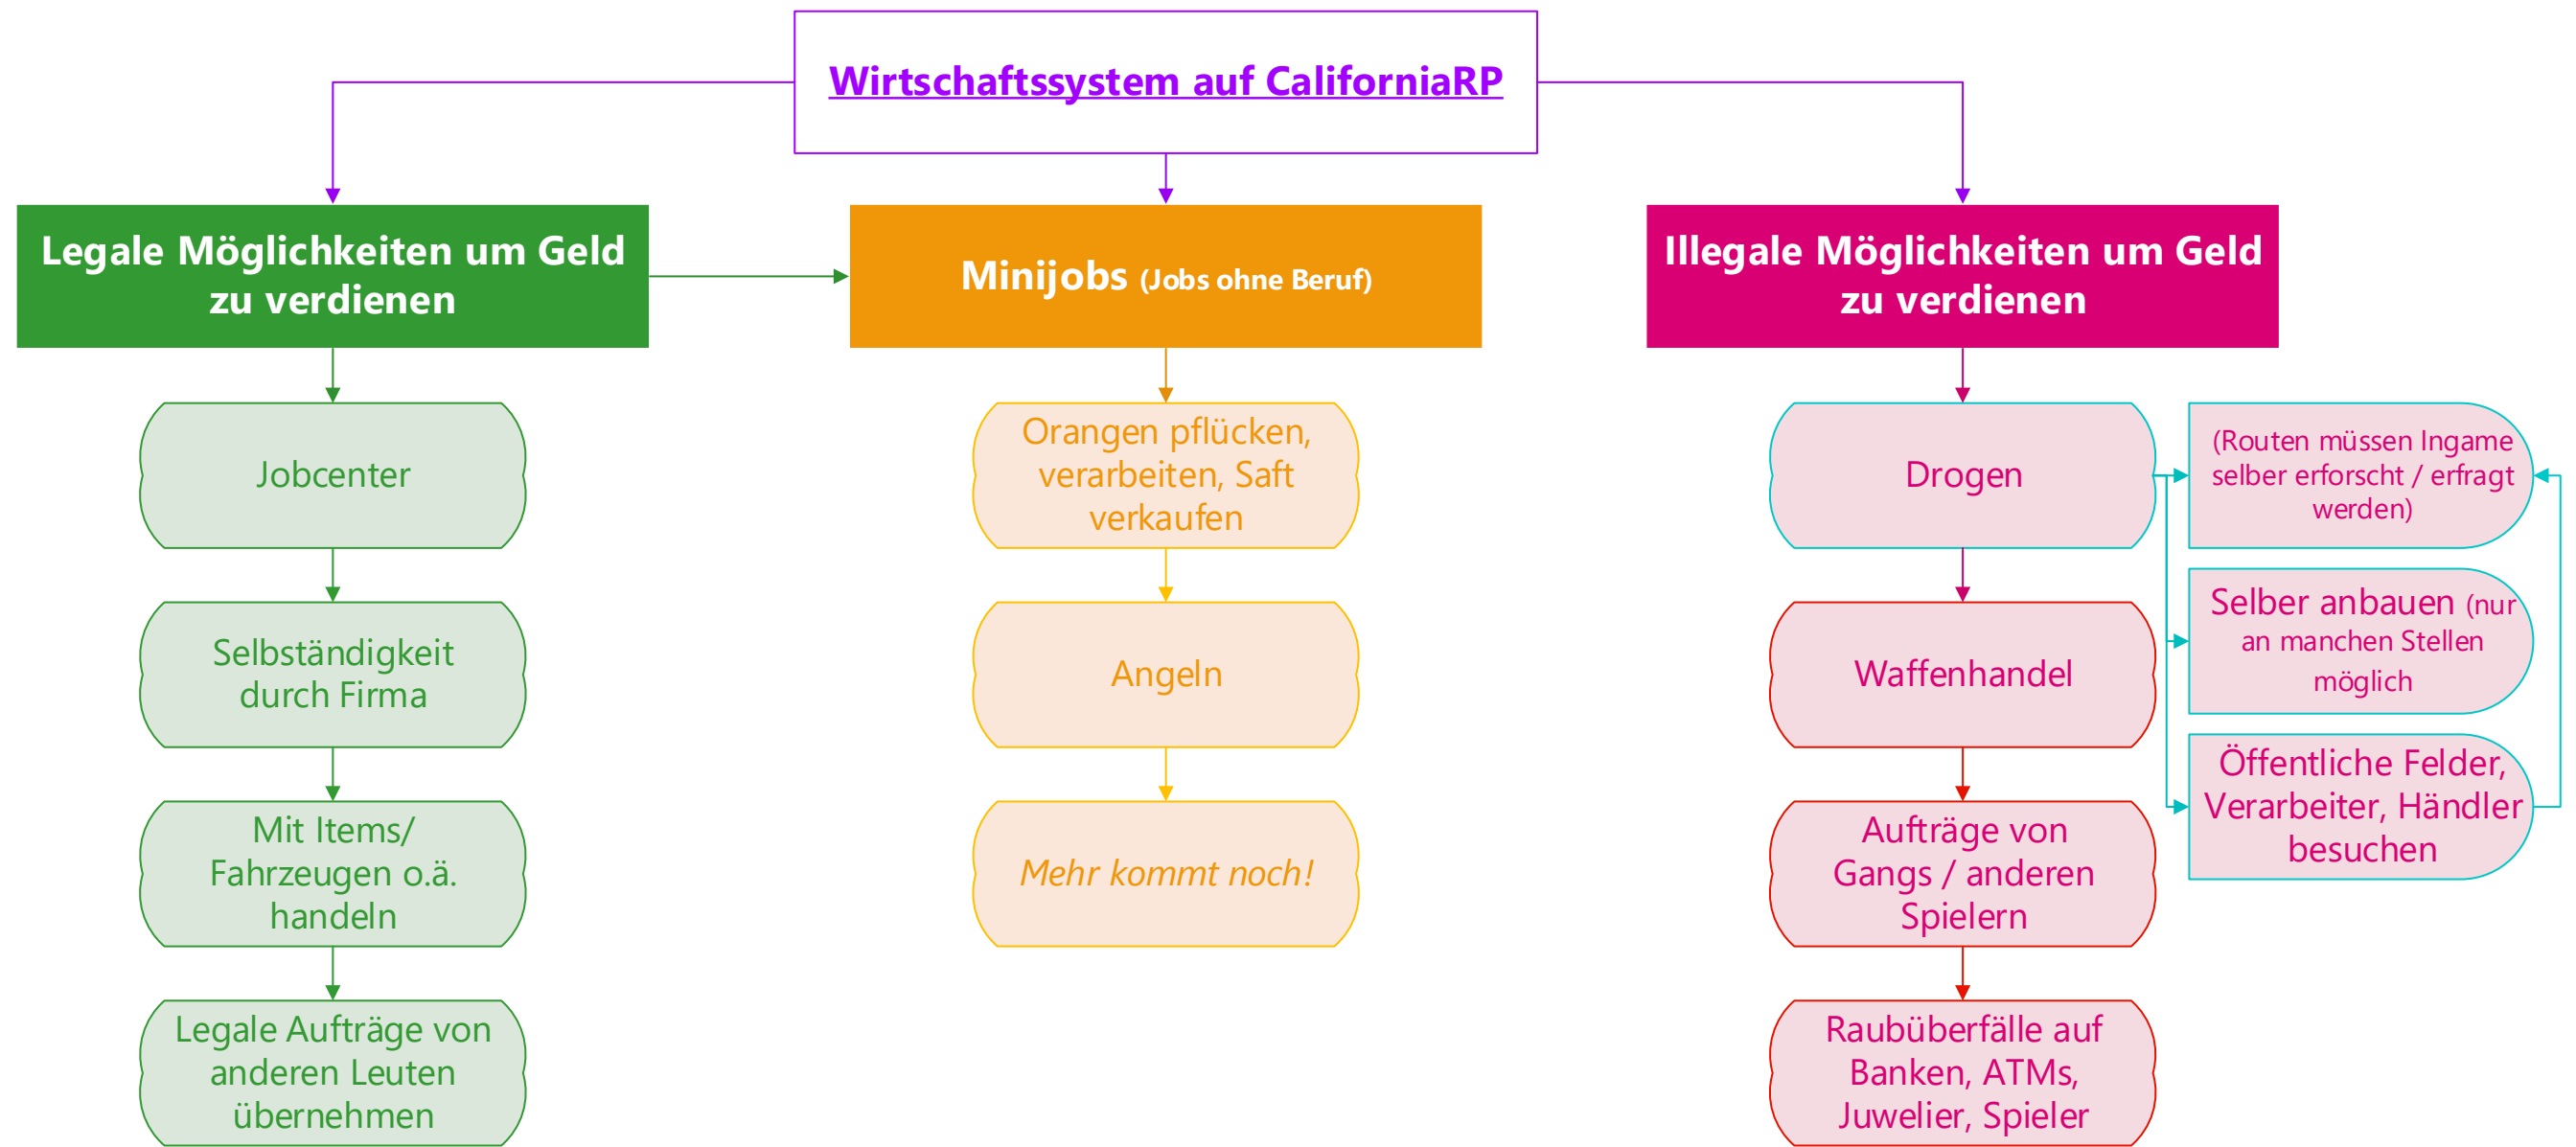 Wirtschaftssystem auf CaliforniaRP
Legale Möglichkeiten um Geld
zu verdienen
Minijobs (Jobs ohne Beruf)
Illegale Möglichkeiten um Geld
zu verdienen
Jobcenter
Selbständigkeit
durch Firma
Mit Items/
Fahrzeugen o.ä.
handeln
Legale Aufträge von
anderen Leuten
übernehmen
Orangen pflücken,
verarbeiten, Saft
verkaufen
Angeln
Mehr kommt noch!
Drogen
Waffenhandel
Aufträge von
Gangs / anderen
Spielern
Raubüberfälle auf
Banken, ATMs,
Juwelier, Spieler
(Routen müssen Ingame
selber erforscht / erfragt
werden)
Selber anbauen (nur
an manchen Stellen
möglich
Öffentliche Felder,
Verarbeiter, Händler
besuchen